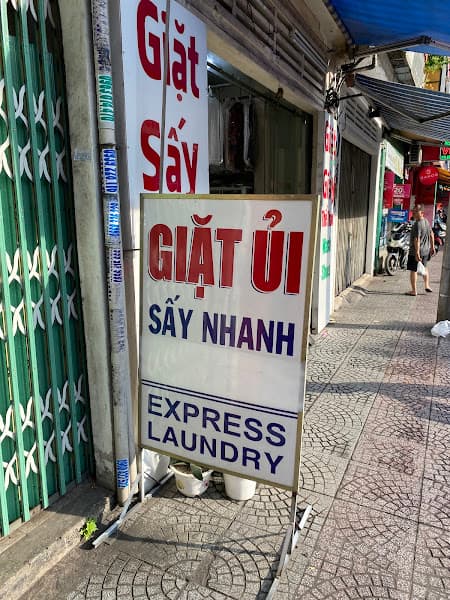 Giặt
Sấy
GIẶT ỦI
SẤY NHANH
EXPRESS
LAUNDRY